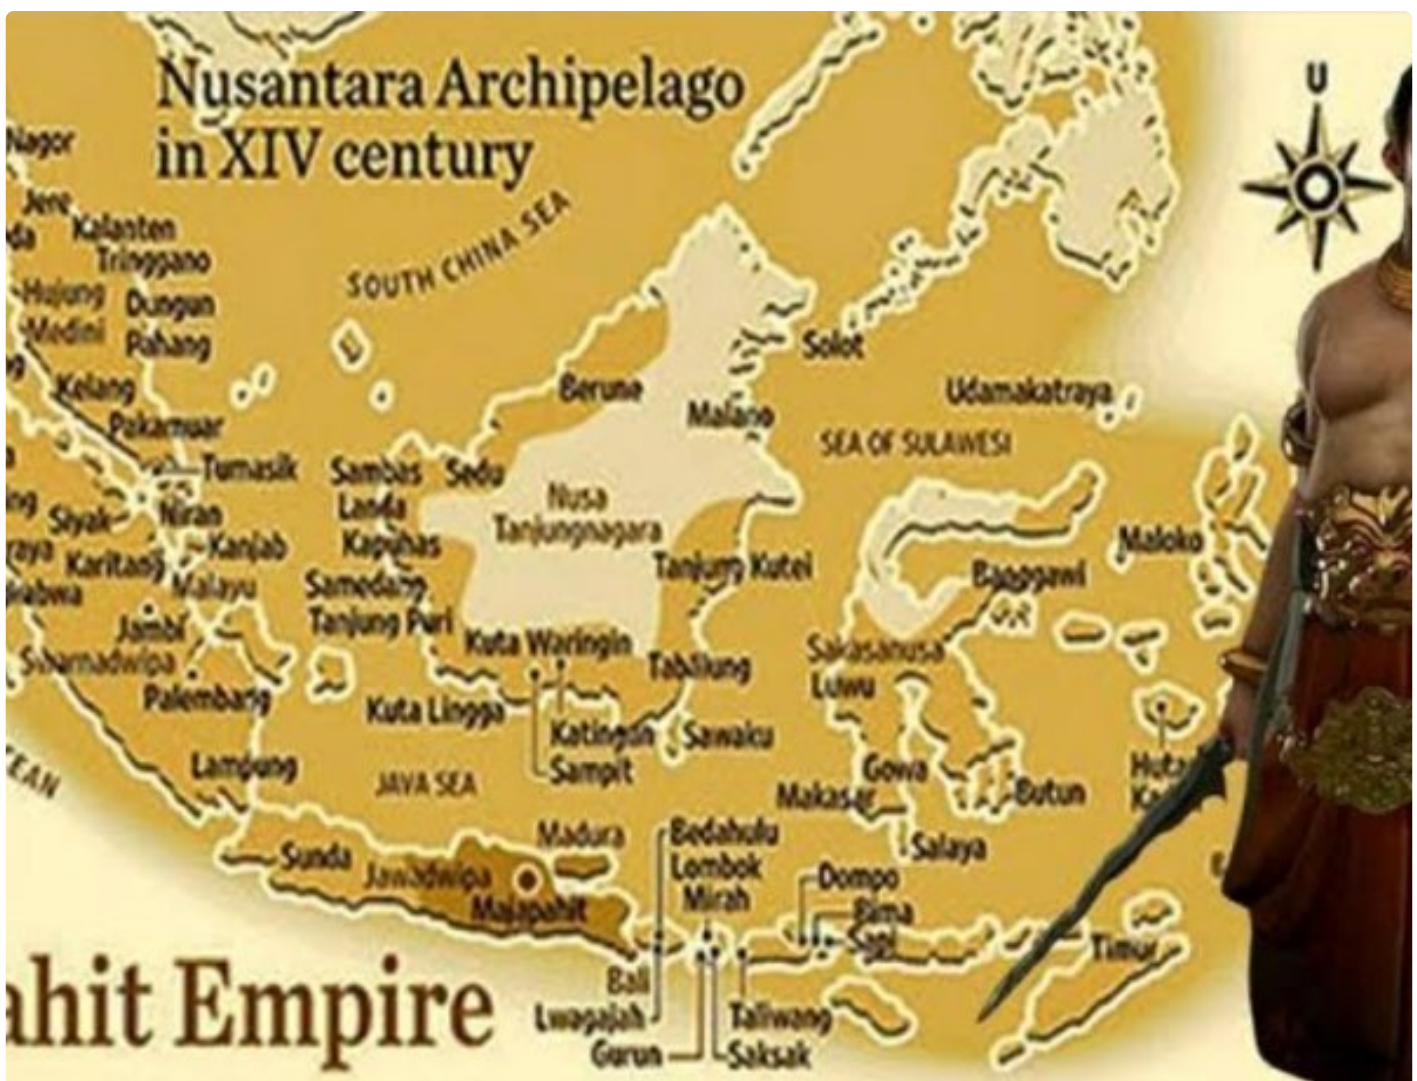 Nusantara Archipelago
in XIV century
U
Nagor
Jere
Kalanten
Tringgano
Hujung
Dungun
Medini
Pahang
Kelang
Pakamuar
Tumasik
SOUTH CHINA SEA
Solot
Berune
Malano
Udamakatraya
SEA OF SULAWESI
Sambas
Sedu
Landa
Kapuhas
Nusa
Tanjungnagara
Siyak
Niran
Kanjab
Karitang
Malayu
Samedang
Tanjung Puri
Tanjung Kutei
Maloko
Banggawi
Jambi
Swarnadwipa
Palembang
Kuta Waringin
Tabalung
Sakasanusa
Luwu
Kuta Lingga
Katingan
Sawaku
Sampit
Lampung
JAVA SEA
Gowa
Makasar
Butun
Salaya
Sunda
Jawadwipa
Majapahit
Madura
Bedahulu
Lombok
Mirah
Dompo
Bima
Timur
Bali
Lwagajah
Gurun
Taliwang
Saksak
ahit Empire